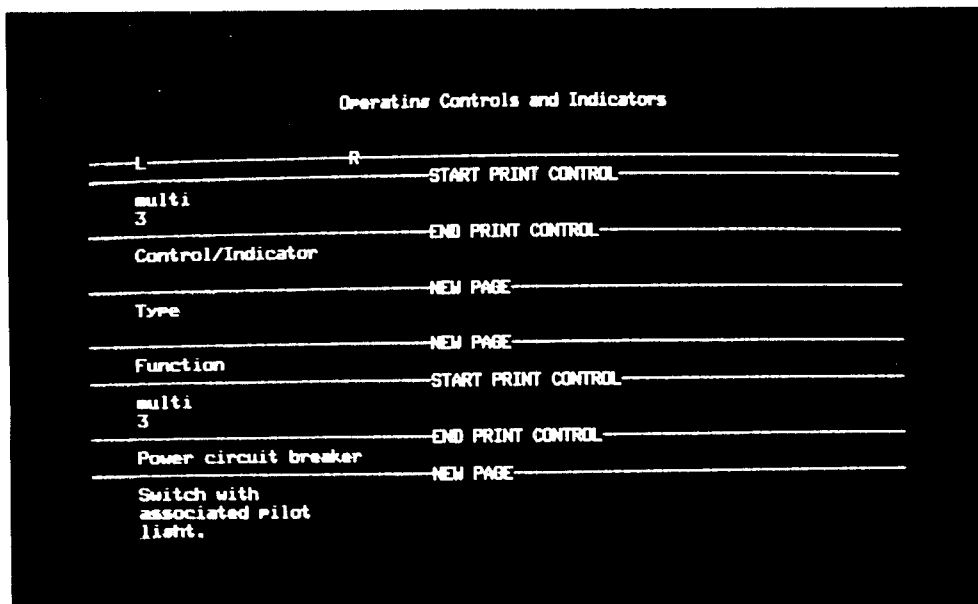 Operating Controls and Indicators
L R
START PRINT CONTROL
multi
3
END PRINT CONTROL
Control/Indicator
NEW PAGE
Type
NEW PAGE
Function
START PRINT CONTROL
multi
3
END PRINT CONTROL
Power circuit breaker
NEW PAGE
Switch with
associated pilot
light.